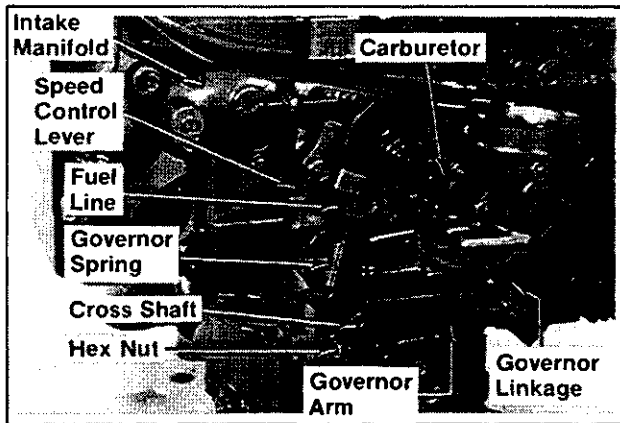 Intake
Manifold
Carburetor
Speed
Control
Lever
Fuel
Line
Governor
Spring
Cross Shaft
Hex Nut
Governor
Arm
Governor
Linkage